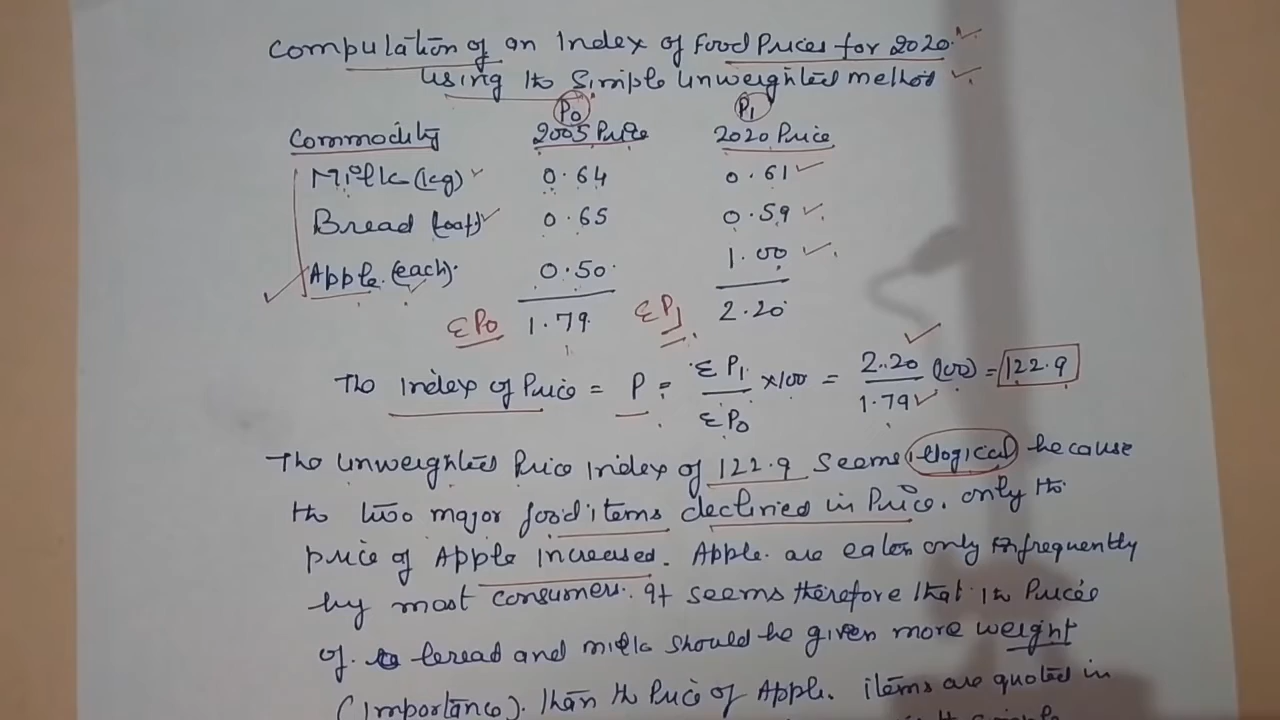 Computation of an Index of Food Prices for 2020
Using the Simple Unweighted method
P0 P1
Commodity 2005 Price 2020 Price
Milk (kg) 0.64 0.61
Bread (loaf) 0.65 0.59
Apple (each). 0.50 1.00
ΣP0 1.79 ΣP1 2.20
The Index of Price = P = ΣP1/ΣP0 ×100 = 2.20/1.79 (100) = 122.9
The Unweighted Price Index of 122.9 Seems illogical because
the two major food items declined in Price. only the
price of Apple increased. Apple are eaten only infrequently
by most consumers. It seems therefore that the Prices
of bread and milk should be given more weight
(Importance). Than the Price of Apple. items are quoted in